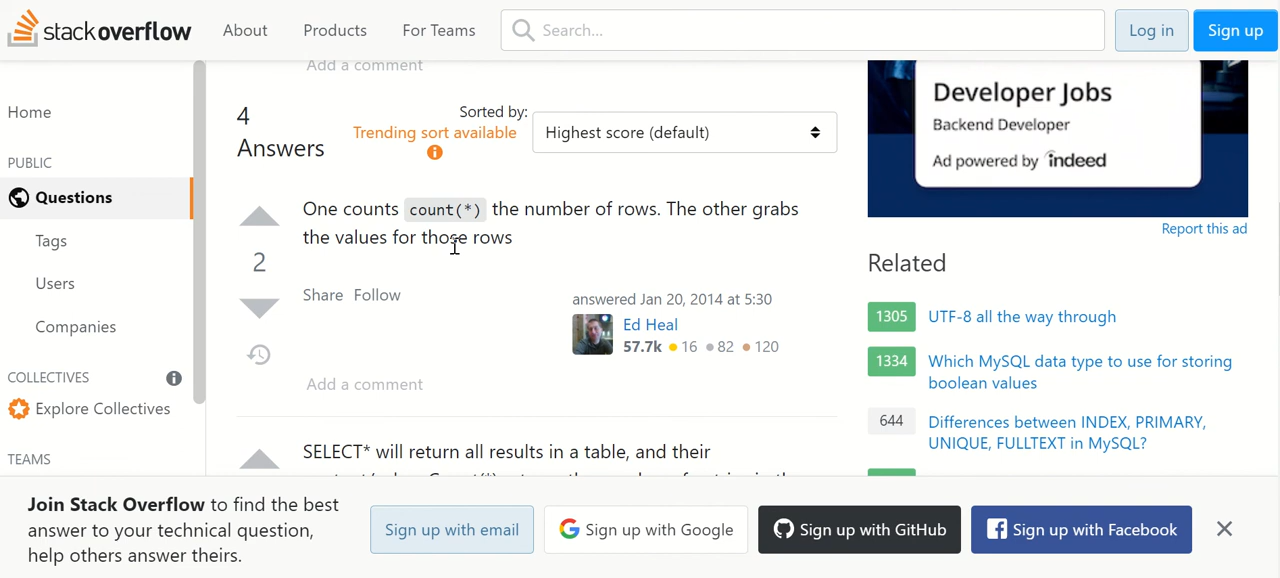 stackoverflow
About Products For Teams Search... Log in Sign up
Home
PUBLIC
Questions
Tags
Users
Companies
COLLECTIVES
Explore Collectives
TEAMS
Add a comment
4
Answers
Sorted by:
Trending sort available
Highest score (default)
One counts count(*) the number of rows. The other grabs
the values for those rows
2
Share Follow
answered Jan 20, 2014 at 5:30
Ed Heal
57.7k 16 82 120
Add a comment
SELECT* will return all results in a table, and their
Developer Jobs
Backend Developer
Ad powered by indeed
Report this ad
Related
1305 UTF-8 all the way through
1334 Which MySQL data type to use for storing
boolean values
644 Differences between INDEX, PRIMARY,
UNIQUE, FULLTEXT in MySQL?
Join Stack Overflow to find the best
answer to your technical question,
help others answer theirs.
Sign up with email
Sign up with Google
Sign up with GitHub
Sign up with Facebook